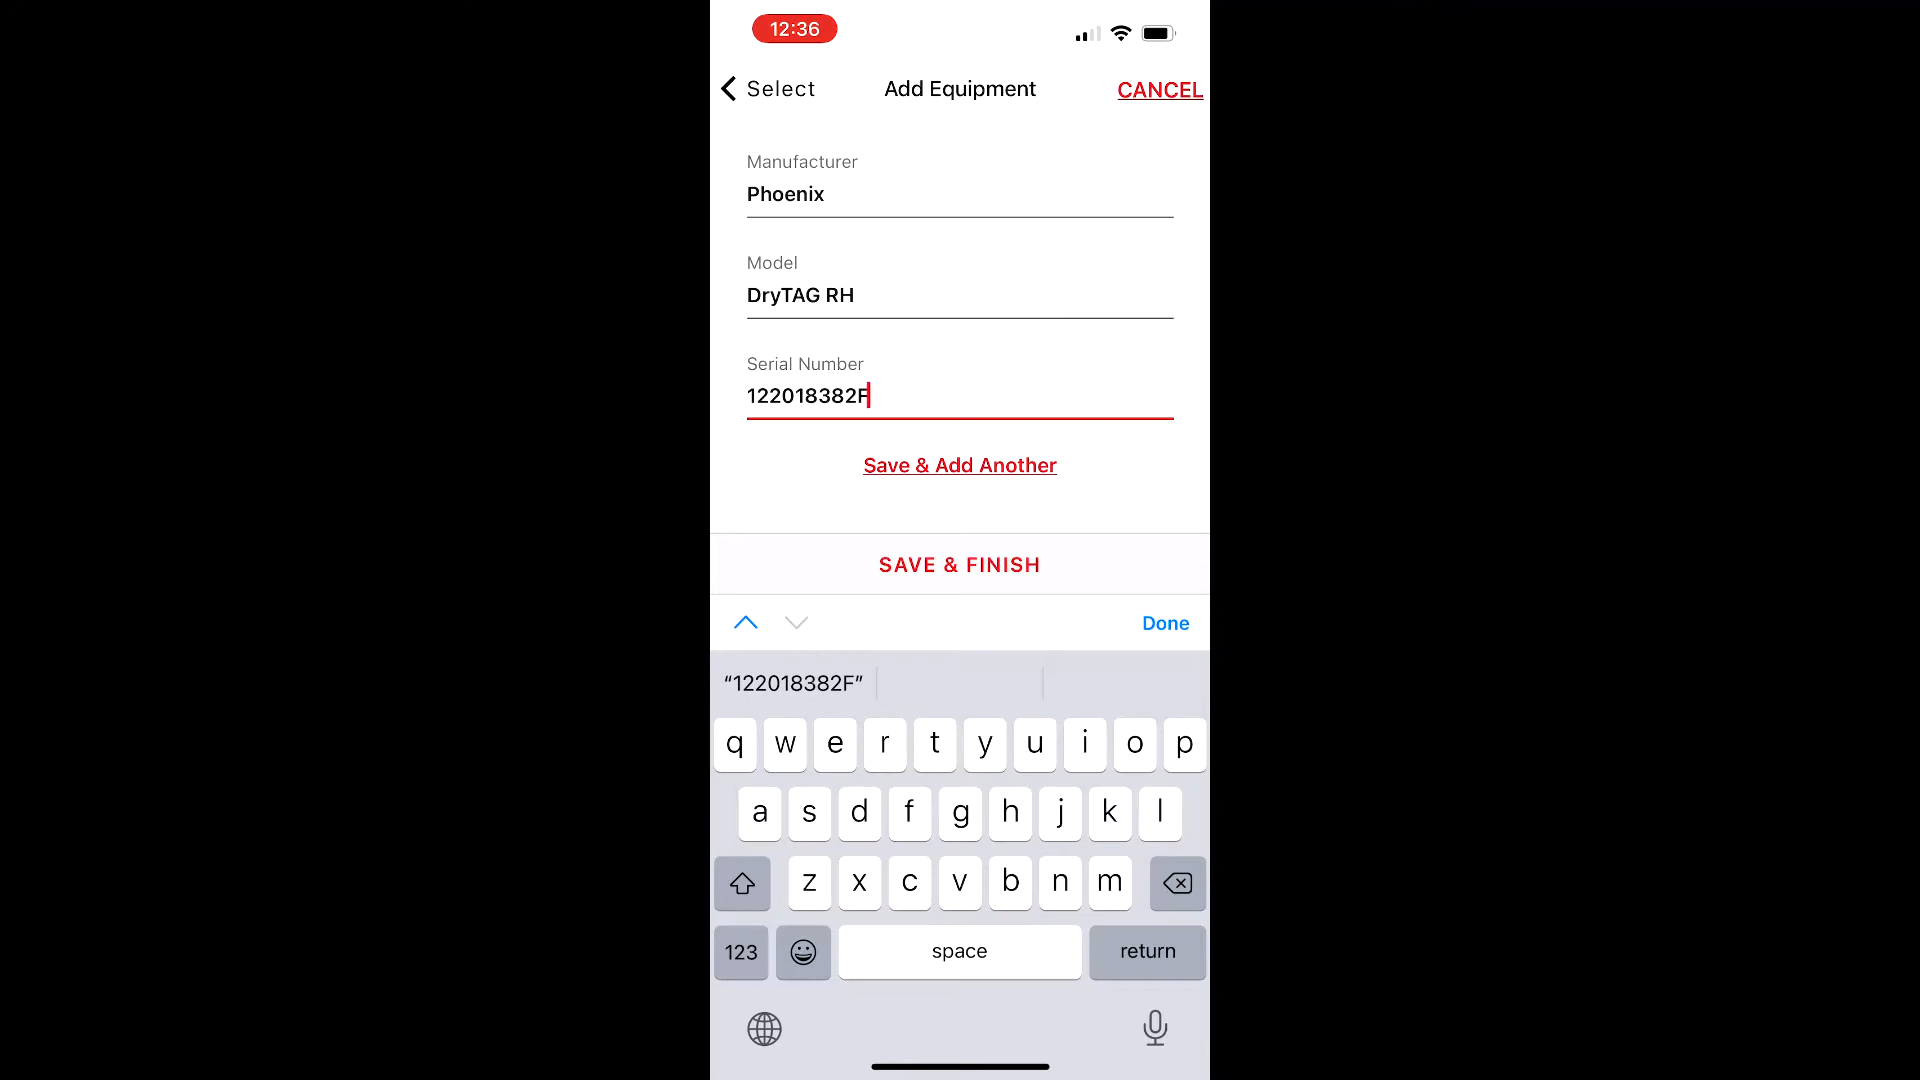 12:36
Select
Add Equipment
CANCEL
Manufacturer
Phoenix
Model
DryTAG RH
Serial Number
122018382F
Save & Add Another
SAVE & FINISH
Done
“122018382F”
q w e r t y u i o p
a s d f g h j k l
z x c v b n m
123 space return